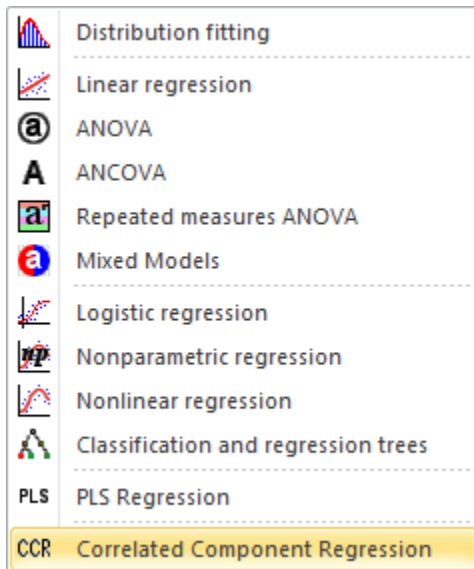 Distribution fitting
Linear regression
a ANOVA
A ANCOVA
a Repeated measures ANOVA
a Mixed Models
Logistic regression
np Nonparametric regression
Nonlinear regression
Classification and regression trees
PLS PLS Regression
CCR Correlated Component Regression